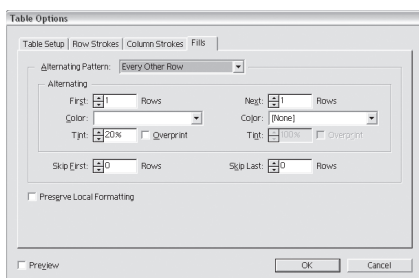 Table Options
Table Setup Row Strokes Column Strokes Fills
Alternating Pattern: Every Other Row
Alternating
First: 1 Rows Next: 1 Rows
Color: Color: [None]
Tint: 20% Overprint Tint: 100% Overprint
Skip First: 0 Rows Skip Last: 0 Rows
Preserve Local Formatting
Preview OK Cancel